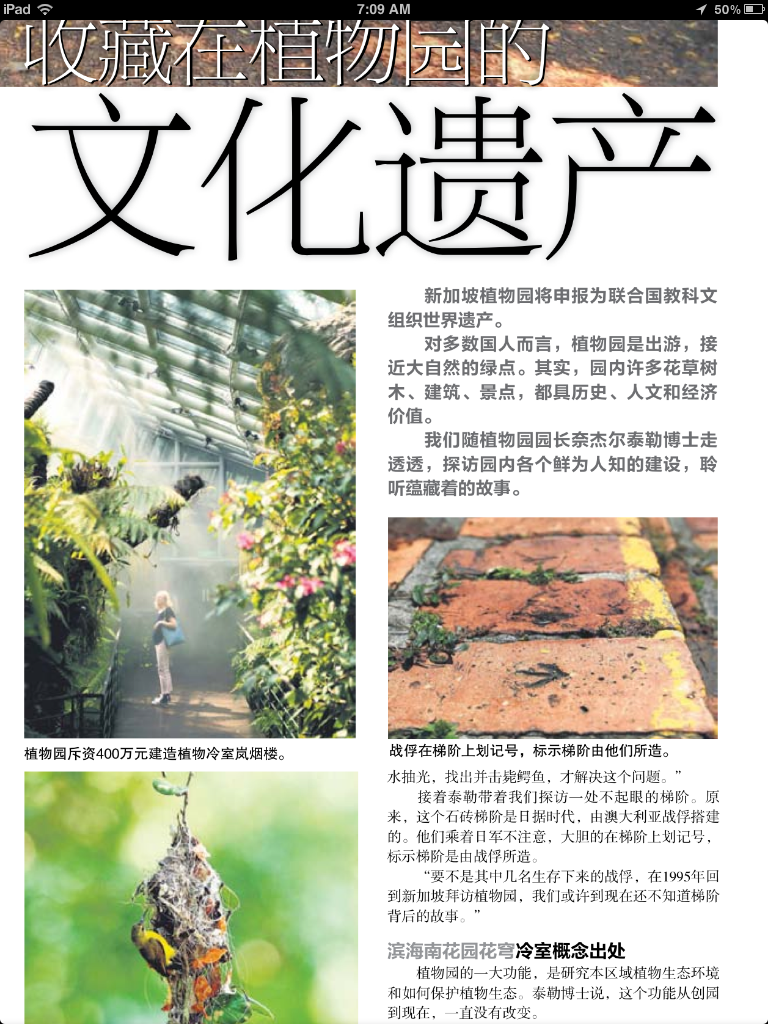 iPad
7:09 AM
50%
收藏在植物园的
文化遗产
新加坡植物园将申报为联合国教科文
组织世界遗产。
对多数国人而言，植物园是出游，接
近大自然的绿点。其实，园内许多花草树
木、建筑、景点，都具历史、人文和经济
价值。
我们随植物园园长奈杰尔泰勒博士走
透透，探访园内各个鲜为人知的建设，聆
听蕴藏着的故事。
植物园斥资400万元建造植物冷室岚烟楼。
战俘在梯阶上划记号，标示梯阶由他们所造。
水抽光，找出并击毙鳄鱼，才解决这个问题。”
接着泰勒带着我们探访一处不起眼的梯阶。原
来，这个石砖梯阶是日据时代，由澳大利亚战俘搭建
的。他们乘着日军不注意，大胆的在梯阶上划记号，
标示梯阶是由战俘所造。
“要不是其中几名生存下来的战俘，在1995年回
到新加坡拜访植物园，我们或许到现在还不知道梯阶
背后的故事。”
滨海南花园花穹冷室概念出处
植物园的一大功能，是研究本区域植物生态环境
和如何保护植物生态。泰勒博士说，这个功能从创园
到现在，一直没有改变。